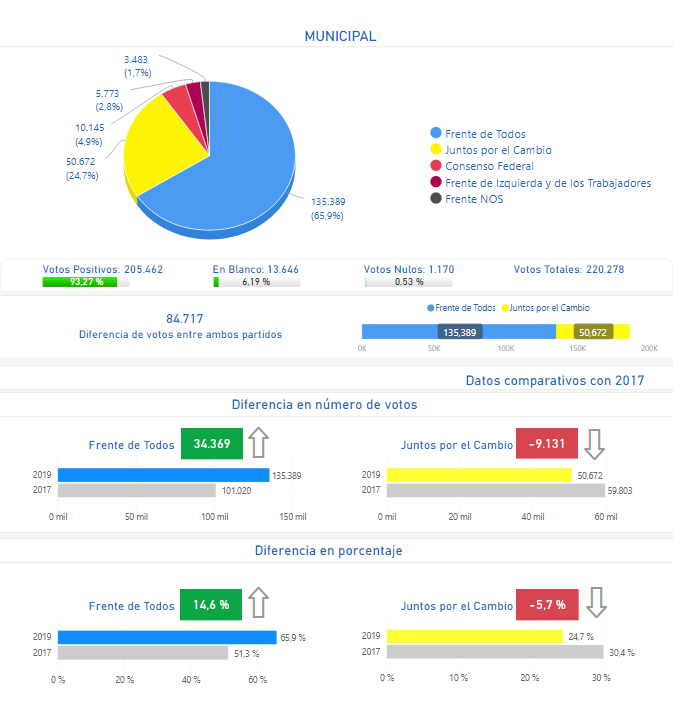 MUNICIPAL
3.483
(1,7%)
5.773
(2,8%)
10.145
(4,9%)
50.672
(24,7%)
135.389
(65,9%)
Frente de Todos
Juntos por el Cambio
Consenso Federal
Frente de Izquierda y de los Trabajadores
Frente NOS
Votos Positivos: 205.462 En Blanco: 13.646 Votos Nulos: 1.170 Votos Totales: 220.278
93,27 % 6,19 % 0,53 %
84.717
Diferencia de votos entre ambos partidos
Frente de Todos Juntos por el Cambio
135,389 50,672
0K 50K 100K 150K 200K
Datos comparativos con 2017
Diferencia en número de votos
Frente de Todos 34.369
2019 135.389
2017 101.020
0 mil 50 mil 100 mil 150 mil
Juntos por el Cambio -9.131
2019 50.672
2017 59.803
0 mil 20 mil 40 mil 60 mil
Diferencia en porcentaje
Frente de Todos 14,6 %
2019 65,9 %
2017 51,3 %
0 % 20 % 40 % 60 %
Juntos por el Cambio -5,7 %
2019 24,7 %
2017 30,4 %
0 % 10 % 20 % 30 %